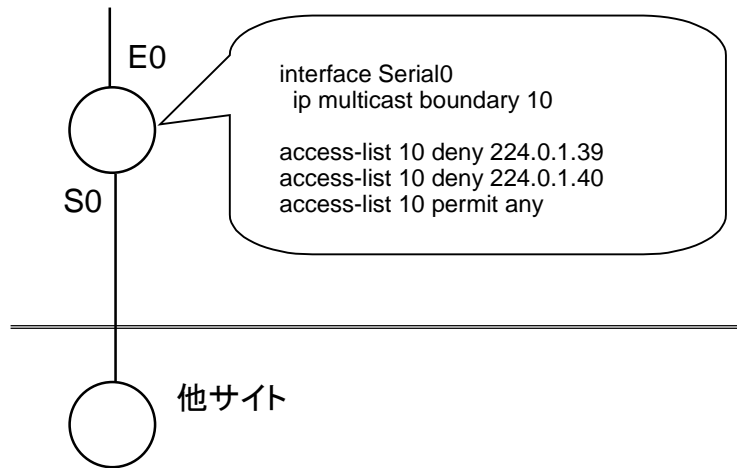 E0
interface Serial0
ip multicast boundary 10
access-list 10 deny 224.0.1.39
access-list 10 deny 224.0.1.40
access-list 10 permit any
S0
他サイト